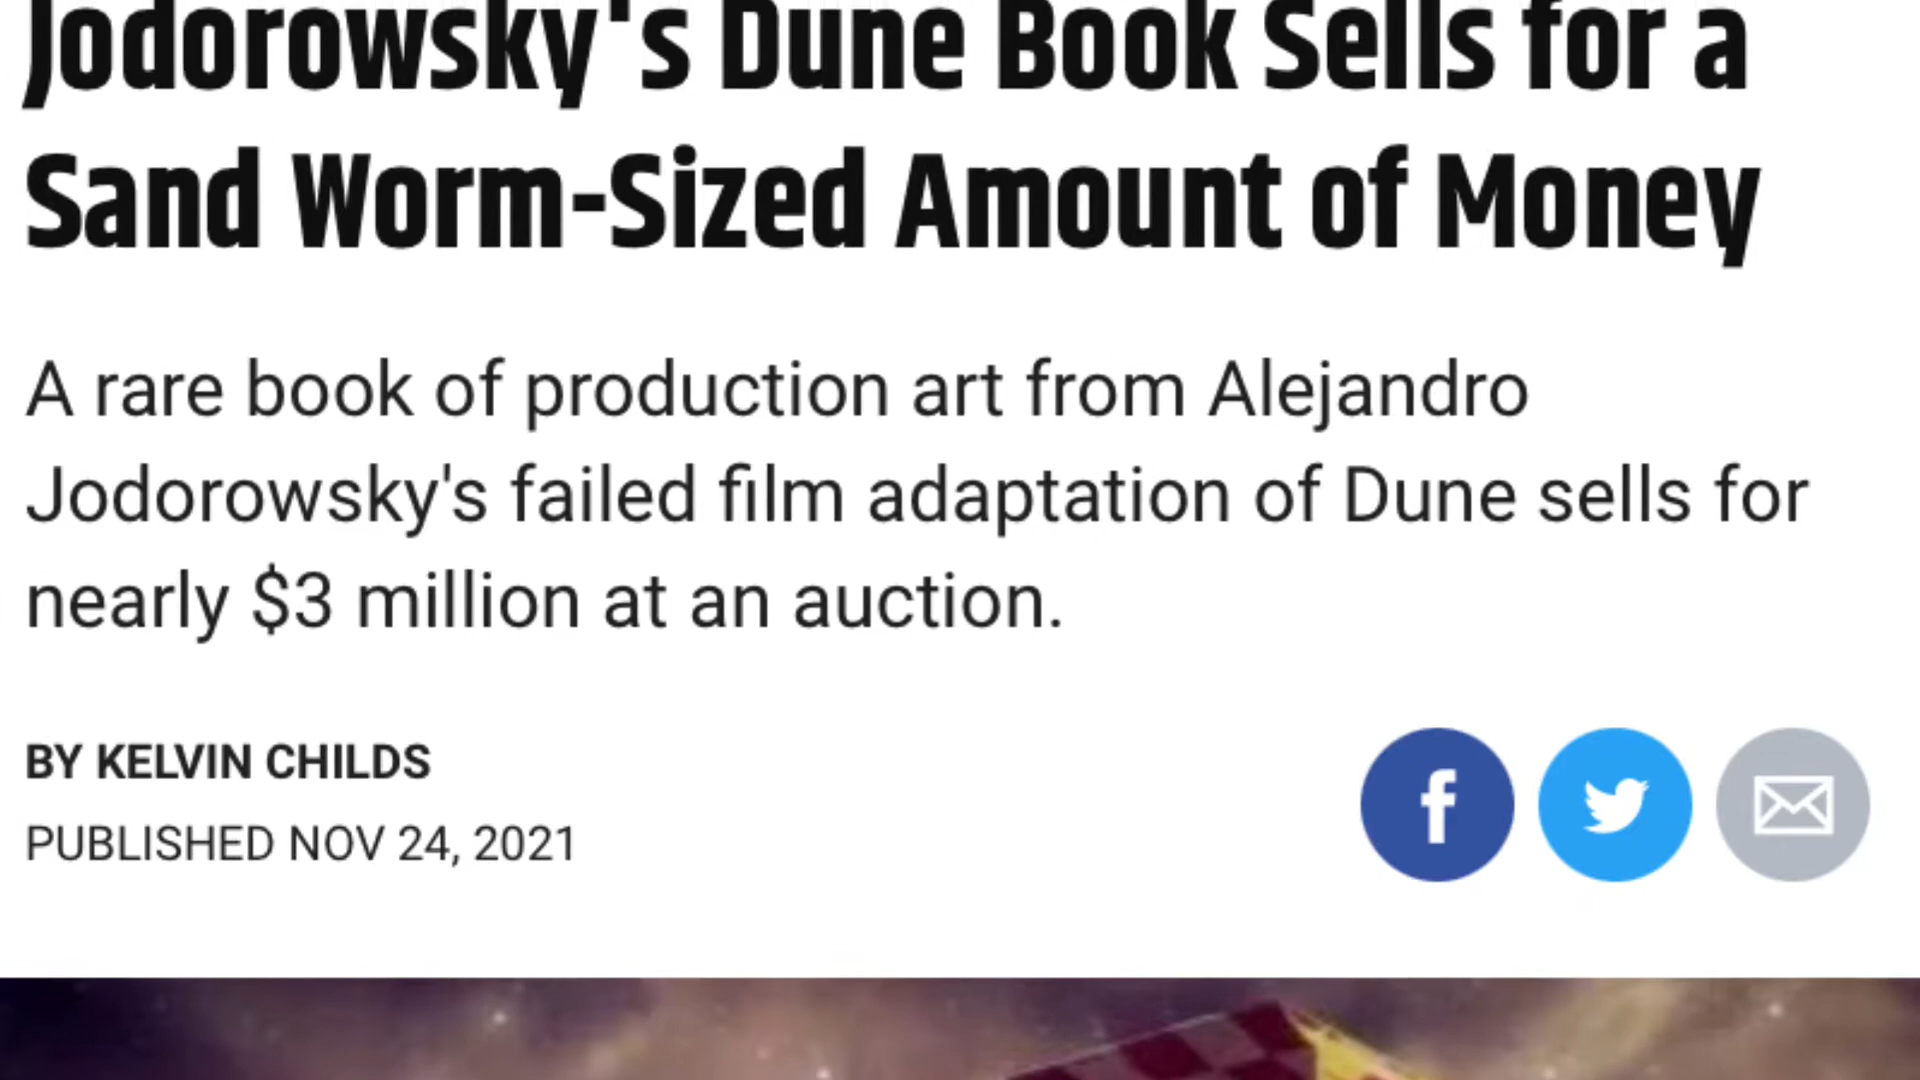 Jodorowsky's Dune Book Sells for a
Sand Worm-Sized Amount of Money
A rare book of production art from Alejandro
Jodorowsky's failed film adaptation of Dune sells for
nearly $3 million at an auction.
BY KELVIN CHILDS
PUBLISHED NOV 24, 2021